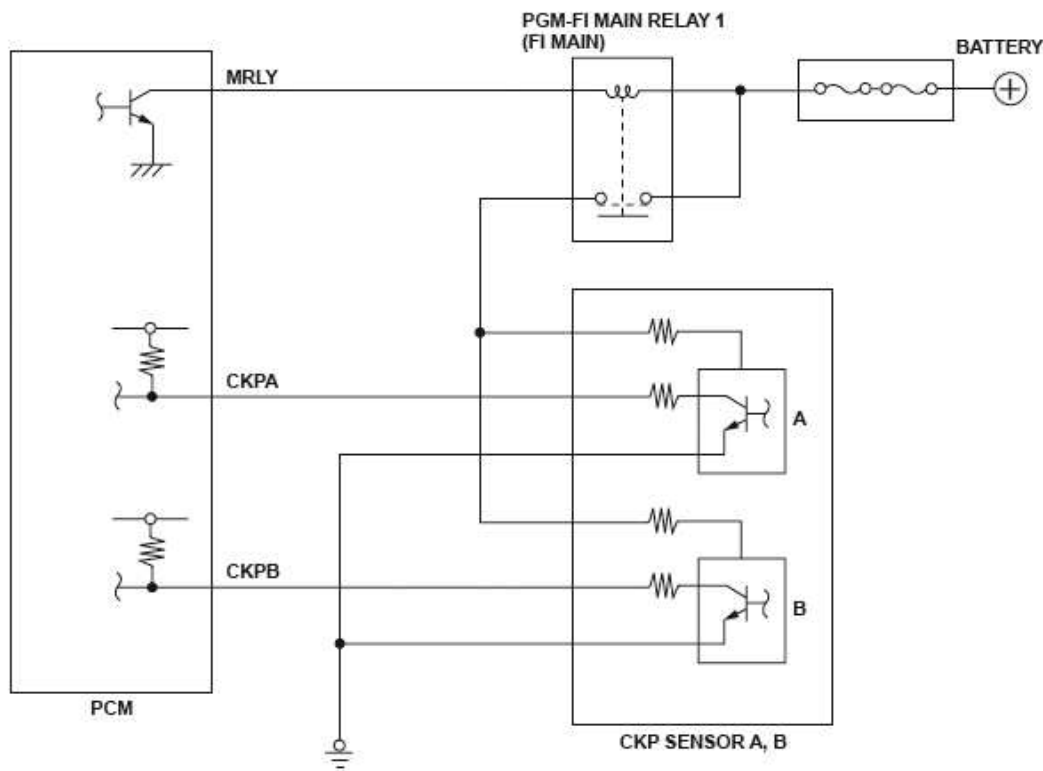 PGM-FI MAIN RELAY 1
(FI MAIN)
BATTERY
MRLY
CKPA
A
CKPB
B
PCM
CKP SENSOR A, B